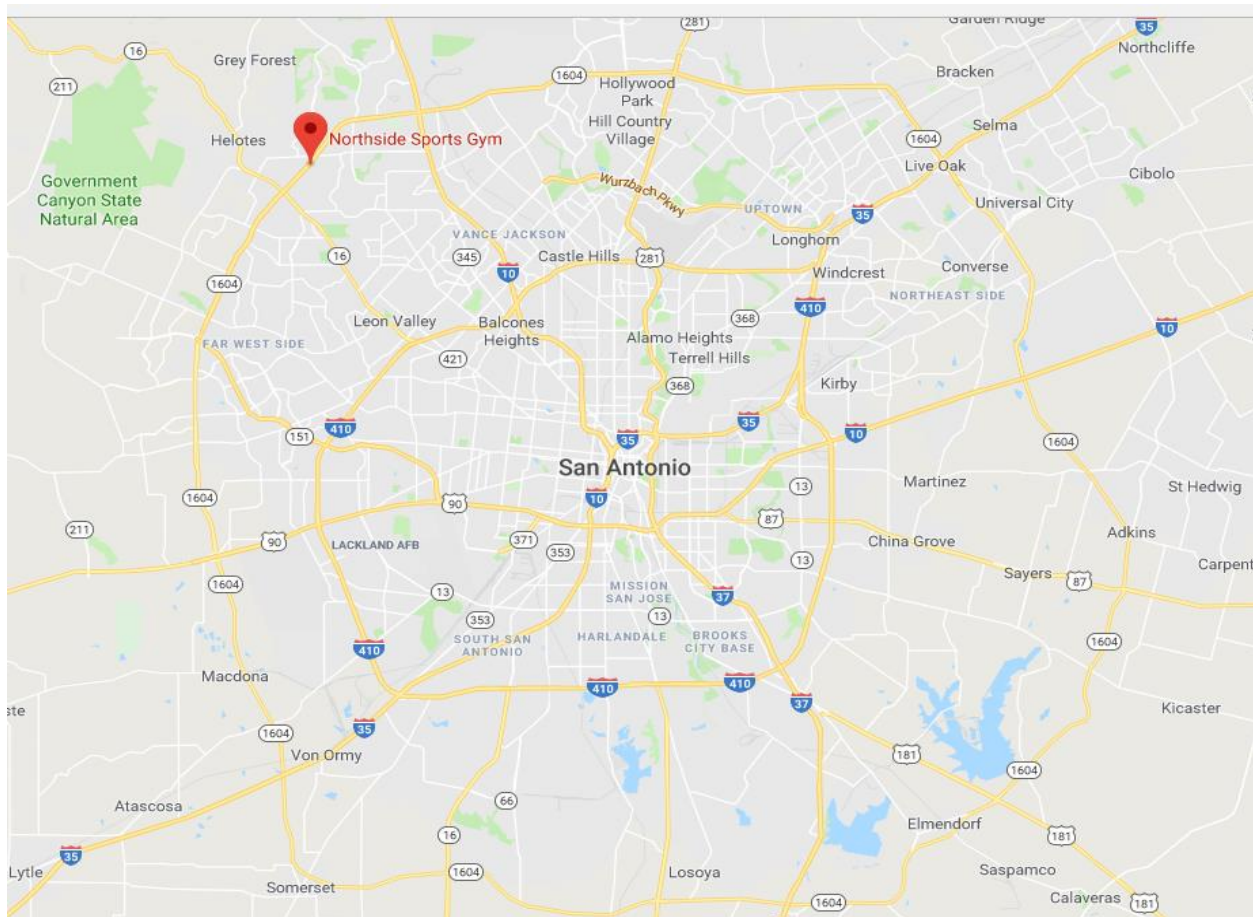 Garden Ridge
281
35
16
Northcliffe
Grey Forest
1604
Bracken
211
Hollywood
Park
Hill Country
Village
Selma
Helotes
Northside Sports Gym
1604
Live Oak
Government
Canyon State
Natural Area
Cibolo
Wurzbach Pkwy
UPTOWN
35
Universal City
VANCE JACKSON
Longhorn
16
345
Castle Hills
281
10
Windcrest
Converse
1604
NORTHEAST SIDE
410
Leon Valley
Balcones
Heights
368
10
FAR WEST SIDE
Alamo Heights
421
Terrell Hills
368
Kirby
410
35
151
35
10
1604
San Antonio
1604
90
10
13
Martinez
St Hedwig
211
90
LACKLAND AFB
371
353
87
13
China Grove
Adkins
Carpent
1604
13
MISSION
SAN JOSE
37
Sayers
87
353
13
SOUTH SAN
ANTONIO
HARLANDALE
BROOKS
CITY BASE
410
Macdona
410
410
37
ste
Kicaster
1604
35
Von Ormy
181
1604
Atascosa
66
16
Elmendorf
181
35
Lytle
Somerset
1604
Losoya
Saspamco
1604
Calaveras
181